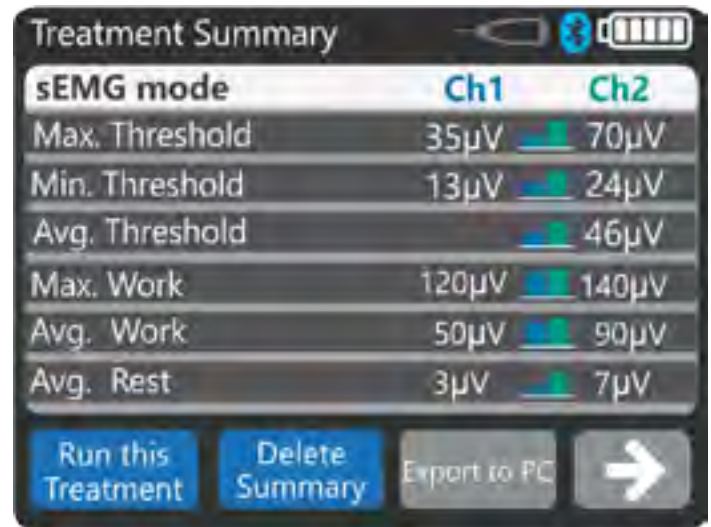 Treatment Summary
sEMG mode Ch1 Ch2
Max. Threshold 35µV 70µV
Min. Threshold 13µV 24µV
Avg. Threshold 46µV
Max. Work 120µV 140µV
Avg. Work 50µV 90µV
Avg. Rest 3µV 7µV
Run this
Treatment
Delete
Summary
Export to PC